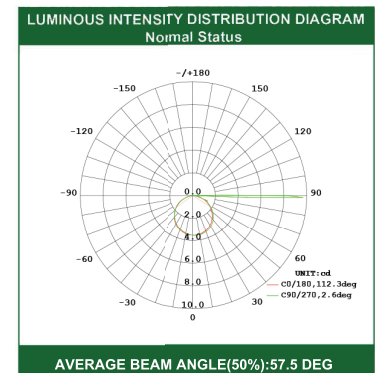 LUMINOUS INTENSITY DISTRIBUTION DIAGRAM
Normal Status
-/+180
-150 150
-120 120
-90 0.0 90
2.0
4.0
-60 6.0 60
UNIT:cd
8.0 C0/180,112.3deg
-30 30 C90/270,2.6deg
10.0
0
AVERAGE BEAM ANGLE(50%):57.5 DEG